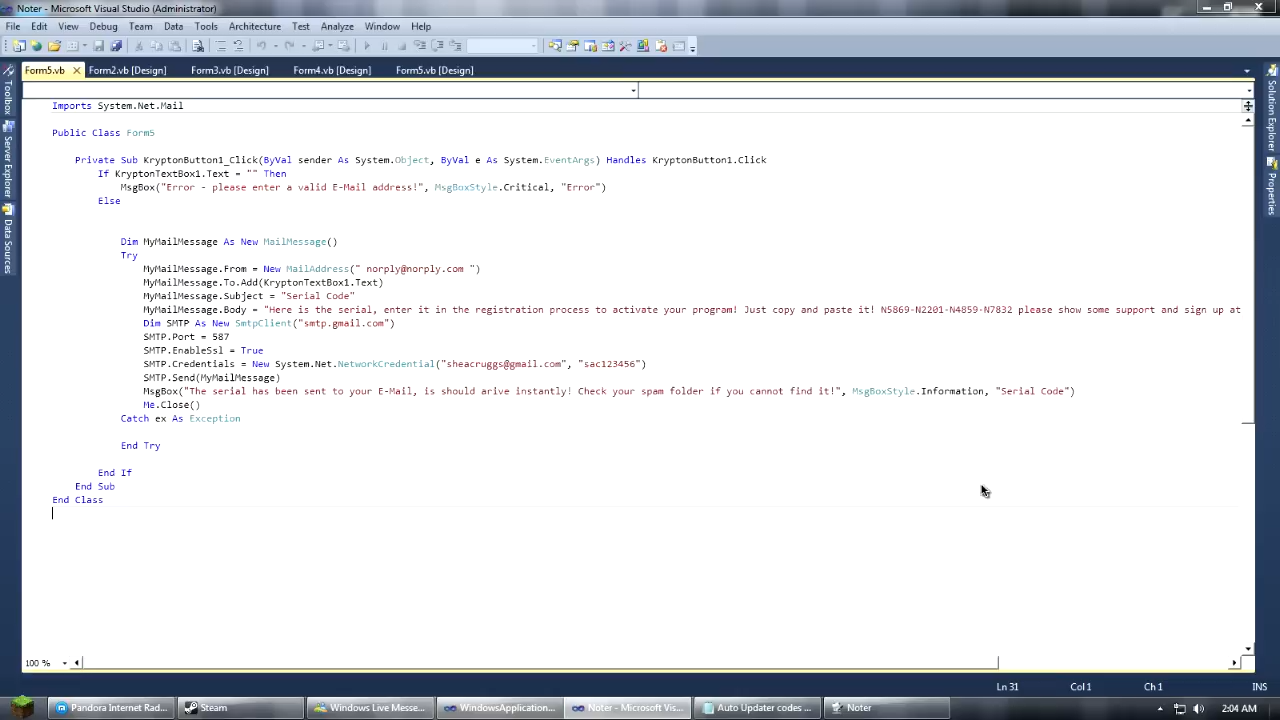 Noter - Microsoft Visual Studio (Administrator)
File Edit View Debug Team Data Tools Architecture Test Analyze Window Help
Form5.vb Form2.vb [Design] Form3.vb [Design] Form4.vb [Design] Form5.vb [Design]
Toolbox
Server Explorer
Data Sources
Solution Explorer
Properties
Imports System.Net.Mail
Public Class Form5
Private Sub KryptonButton1_Click(ByVal sender As System.Object, ByVal e As System.EventArgs) Handles KryptonButton1.Click
If KryptonTextBox1.Text = "" Then
MsgBox("Error - please enter a valid E-Mail address!", MsgBoxStyle.Critical, "Error")
Else
Dim MyMailMessage As New MailMessage()
Try
MyMailMessage.From = New MailAddress(" norply@norply.com ")
MyMailMessage.To.Add(KryptonTextBox1.Text)
MyMailMessage.Subject = "Serial Code"
MyMailMessage.Body = "Here is the serial, enter it in the registration process to activate your program! Just copy and paste it! N5869-N2201-N4859-N7832 please show some support and sign up at
Dim SMTP As New SmtpClient("smtp.gmail.com")
SMTP.Port = 587
SMTP.EnableSsl = True
SMTP.Credentials = New System.Net.NetworkCredential("sheacruggs@gmail.com", "sac123456")
SMTP.Send(MyMailMessage)
MsgBox("The serial has been sent to your E-Mail, is should arive instantly! Check your spam folder if you cannot find it!", MsgBoxStyle.Information, "Serial Code")
Me.Close()
Catch ex As Exception
End Try
End If
End Sub
End Class
100 %
Ln 31 Col 1 Ch 1 INS
Pandora Internet Rad... Steam Windows Live Messe... WindowsApplication... Noter - Microsoft Vis... Auto Updater codes ... Noter 2:04 AM